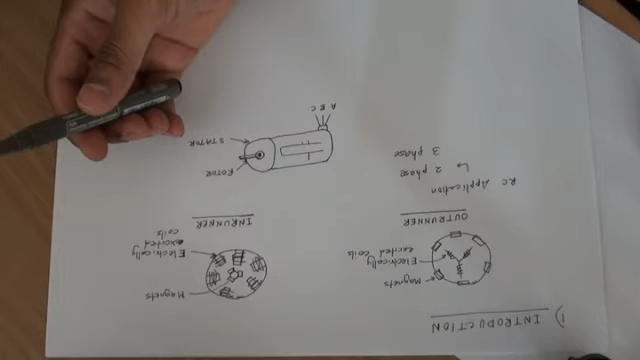 1) INTRODUCTION
Magnets
Electrically
excited coils
OUTRUNNER
RC Application
↳ 2 phase
3 phase
Magnets
Electrically
excited
coils
INRUNNER
ROTOR
STATOR
A B C